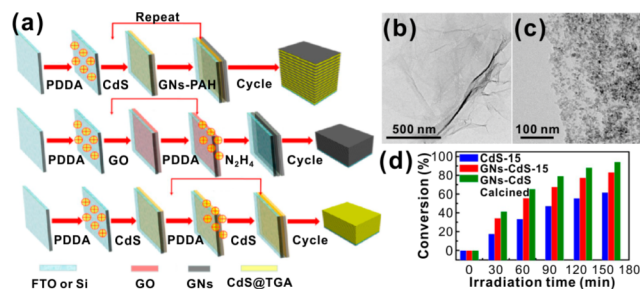 (a)
Repeat
PDDA CdS GNs-PAH Cycle
PDDA GO PDDA N₂H₄ Cycle
PDDA CdS PDDA CdS Cycle
FTO or Si GO GNs CdS@TGA
(b)
500 nm
(c)
100 nm
(d)
Conversion (%)
100
80
60
40
20
0
CdS-15
GNs-CdS-15
GNs-CdS
Calcined
0 30 60 90 120 150 180
Irradiation time (min)